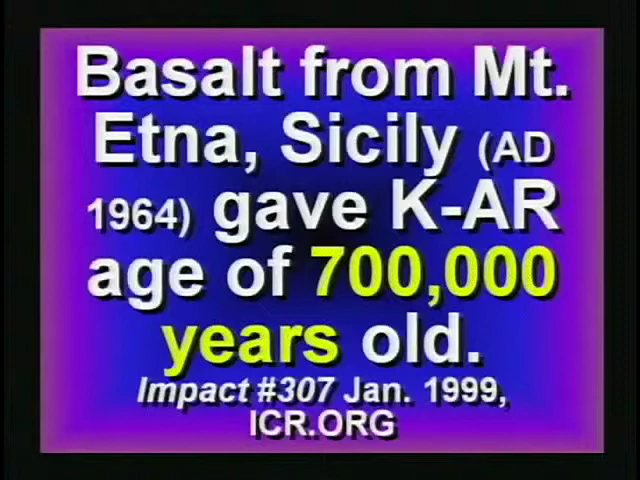 Basalt from Mt.
Etna, Sicily (AD
1964) gave K-AR
age of 700,000
years old.
Impact #307 Jan. 1999,
ICR.ORG